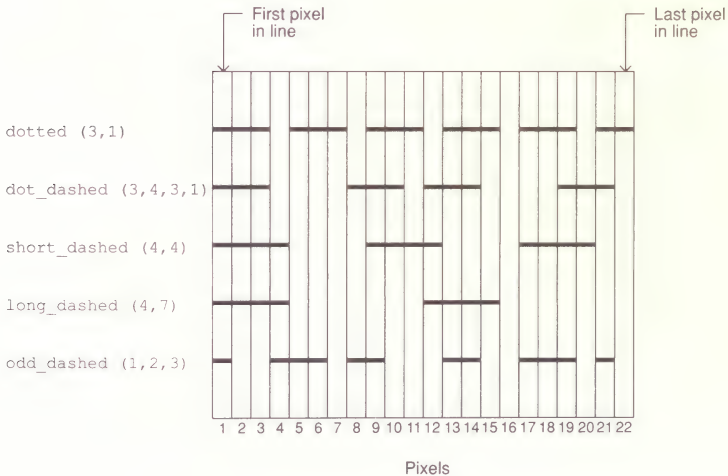 First pixel
in line
Last pixel
in line
dotted (3,1)
dot_dashed (3,4,3,1)
short_dashed (4,4)
long_dashed (4,7)
odd_dashed (1,2,3)
1 2 3 4 5 6 7 8 9 10 11 12 13 14 15 16 17 18 19 20 21 22
Pixels